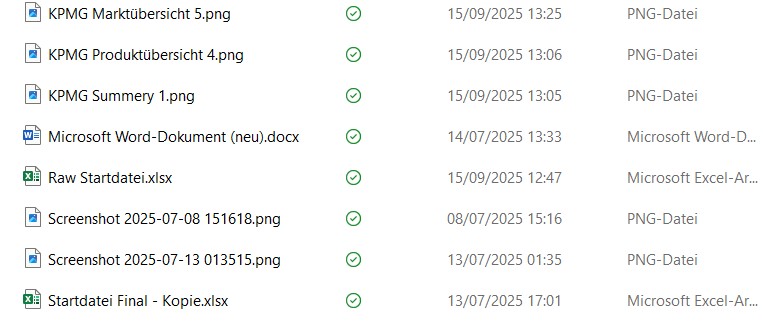 KPMG Marktübersicht 5.png 15/09/2025 13:25 PNG-Datei
KPMG Produktübersicht 4.png 15/09/2025 13:06 PNG-Datei
KPMG Summery 1.png 15/09/2025 13:05 PNG-Datei
Microsoft Word-Dokument (neu).docx 14/07/2025 13:33 Microsoft Word-D...
Raw Startdatei.xlsx 15/09/2025 12:47 Microsoft Excel-Ar...
Screenshot 2025-07-08 151618.png 08/07/2025 15:16 PNG-Datei
Screenshot 2025-07-13 013515.png 13/07/2025 01:35 PNG-Datei
Startdatei Final - Kopie.xlsx 13/07/2025 17:01 Microsoft Excel-Ar...